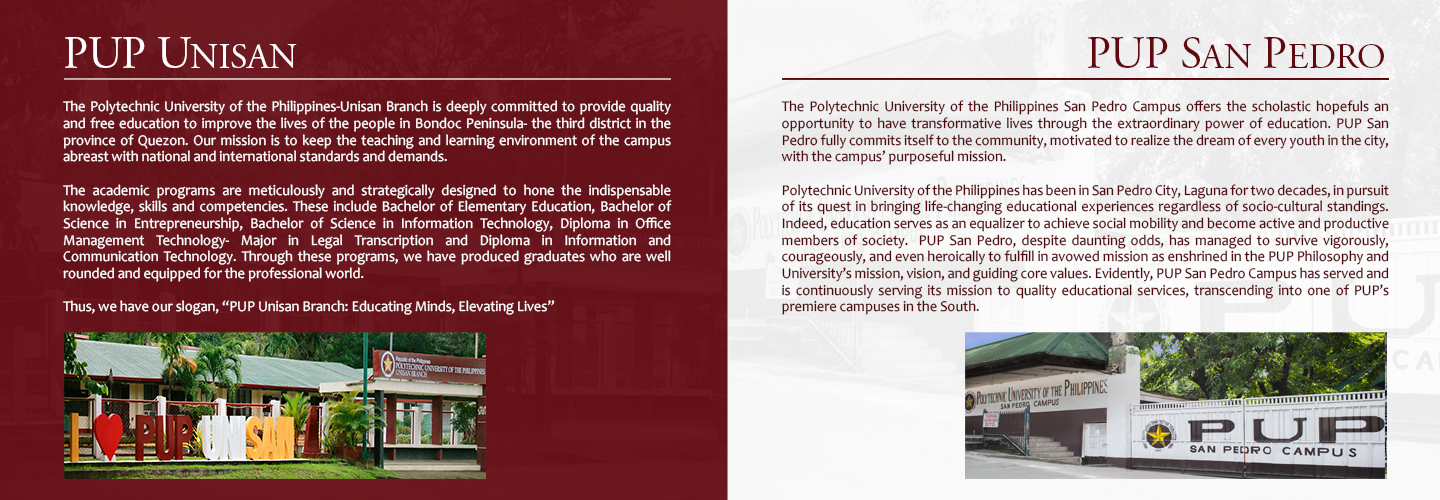 PUP UNISAN
The Polytechnic University of the Philippines-Unisan Branch is deeply committed to provide quality
and free education to improve the lives of the people in Bondoc Peninsula- the third district in the
province of Quezon. Our mission is to keep the teaching and learning environment of the campus
abreast with national and international standards and demands.
The academic programs are meticulously and strategically designed to hone the indispensable
knowledge, skills and competencies. These include Bachelor of Elementary Education, Bachelor of
Science in Entrepreneurship, Bachelor of Science in Information Technology, Diploma in Office
Management Technology- Major in Legal Transcription and Diploma in Information and
Communication Technology. Through these programs, we have produced graduates who are well
rounded and equipped for the professional world.
Thus, we have our slogan, “PUP Unisan Branch: Educating Minds, Elevating Lives”
Republic of the Philippines
POLYTECHNIC UNIVERSITY OF THE PHILIPPINES
UNISAN BRANCH
I PUP UNISAN
PUP SAN PEDRO
The Polytechnic University of the Philippines San Pedro Campus offers the scholastic hopefuls an
opportunity to have transformative lives through the extraordinary power of education. PUP San
Pedro fully commits itself to the community, motivated to realize the dream of every youth in the city,
with the campus’ purposeful mission.
Polytechnic University of the Philippines has been in San Pedro City, Laguna for two decades, in pursuit
of its quest in bringing life-changing educational experiences regardless of socio-cultural standings.
Indeed, education serves as an equalizer to achieve social mobility and become active and productive
members of society. PUP San Pedro, despite daunting odds, has managed to survive vigorously,
courageously, and even heroically to fulfill in avowed mission as enshrined in the PUP Philosophy and
University’s mission, vision, and guiding core values. Evidently, PUP San Pedro Campus has served and
is continuously serving its mission to quality educational services, transcending into one of PUP’s
premiere campuses in the South.
POLYTECHNIC UNIVERSITY OF THE PHILIPPINES
SAN PEDRO CAMPUS
PUP
SAN PEDRO CAMPUS